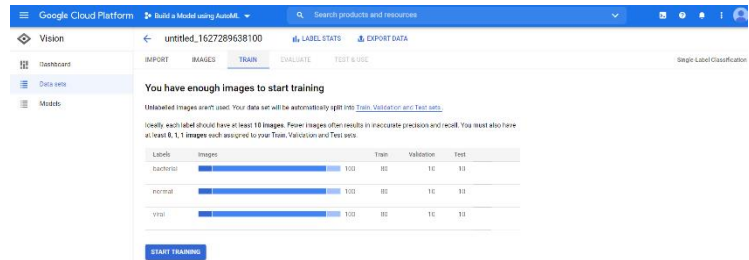 Google Cloud Platform Build a Model using AutoML Search products and resources
Vision untitled_1627289638100 LABEL STATS EXPORT DATA
Dashboard IMPORT IMAGES TRAIN EVALUATE TEST & USE Single-Label Classification
Data sets You have enough images to start training
Models Unlabeled images aren't used. Your data set will be automatically split into Train, Validation and Test sets.
Ideally, each label should have at least 10 images. Fewer images often results in inaccurate precision and recall. You must also have
at least 8, 1, 1 images each assigned to your Train, Validation and Test sets.
Labels Images Train Validation Test
bacterial 100 80 10 10
normal 100 80 10 10
viral 100 80 10 10
START TRAINING